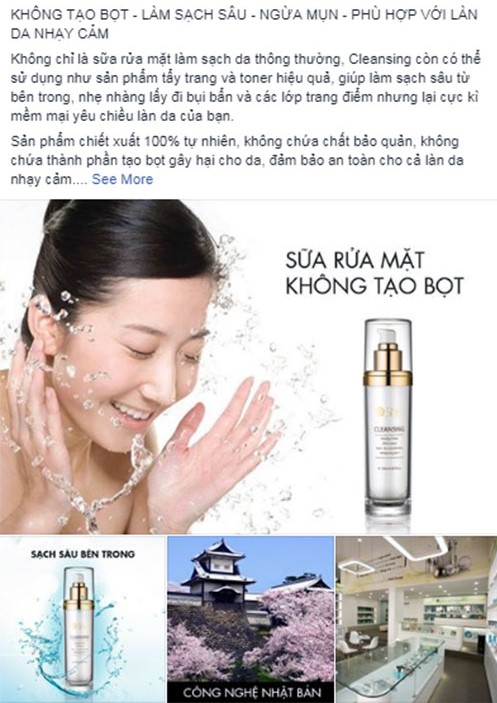 KHÔNG TẠO BỌT - LÀM SẠCH SÂU - NGỪA MỤN - PHÙ HỢP VỚI LÀN
DA NHẠY CẢM
Không chỉ là sữa rửa mặt làm sạch da thông thường, Cleansing còn có thể
sử dụng như sản phẩm tẩy trang và toner hiệu quả, giúp làm sạch sâu từ
bên trong, nhẹ nhàng lấy đi bụi bẩn và các lớp trang điểm nhưng lại cực kì
mềm mại yêu chiều làn da của bạn.
Sản phẩm chiết xuất 100% tự nhiên, không chứa chất bảo quản, không
chứa thành phần tạo bọt gây hại cho da, đảm bảo an toàn cho cả làn da
nhạy cảm.... See More
SỮA RỬA MẶT
KHÔNG TẠO BỌT
CLEANSING
SẠCH SÂU BÊN TRONG
CÔNG NGHỆ NHẬT BẢN